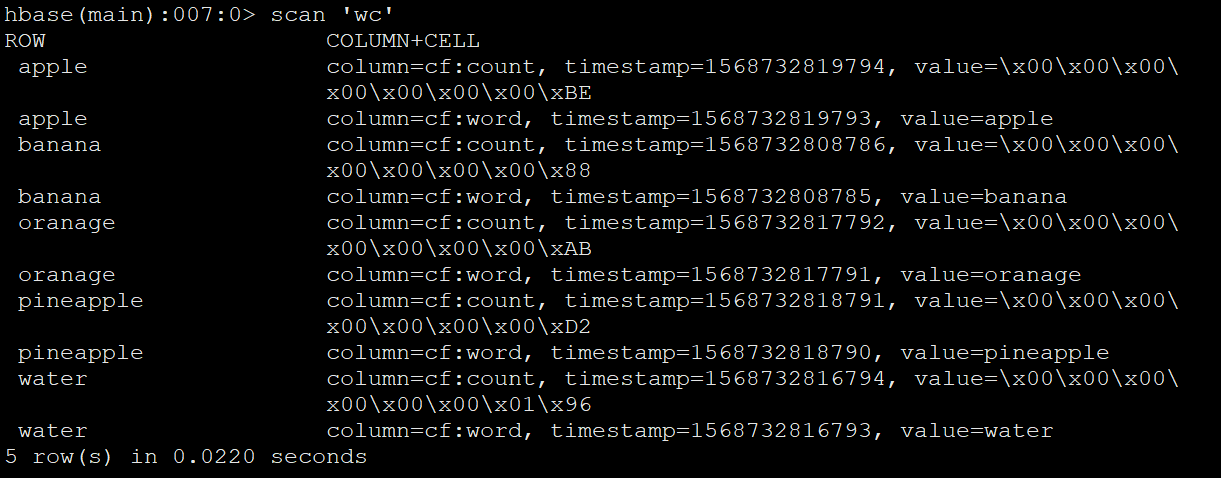 hbase(main):007:0> scan 'wc'
ROW                    COLUMN+CELL
 apple                 column=cf:count, timestamp=1568732819794, value=\x00\x00\x00\
                       x00\x00\x00\x00\xBE
 apple                 column=cf:word, timestamp=1568732819793, value=apple
 banana                column=cf:count, timestamp=1568732808786, value=\x00\x00\x00\
                       x00\x00\x00\x00\x88
 banana                column=cf:word, timestamp=1568732808785, value=banana
 oranage               column=cf:count, timestamp=1568732817792, value=\x00\x00\x00\
                       x00\x00\x00\x00\xAB
 oranage               column=cf:word, timestamp=1568732817791, value=oranage
 pineapple             column=cf:count, timestamp=1568732818791, value=\x00\x00\x00\
                       x00\x00\x00\x00\xD2
 pineapple             column=cf:word, timestamp=1568732818790, value=pineapple
 water                 column=cf:count, timestamp=1568732816794, value=\x00\x00\x00\
                       x00\x00\x00\x01\x96
 water                 column=cf:word, timestamp=1568732816793, value=water
5 row(s) in 0.0220 seconds